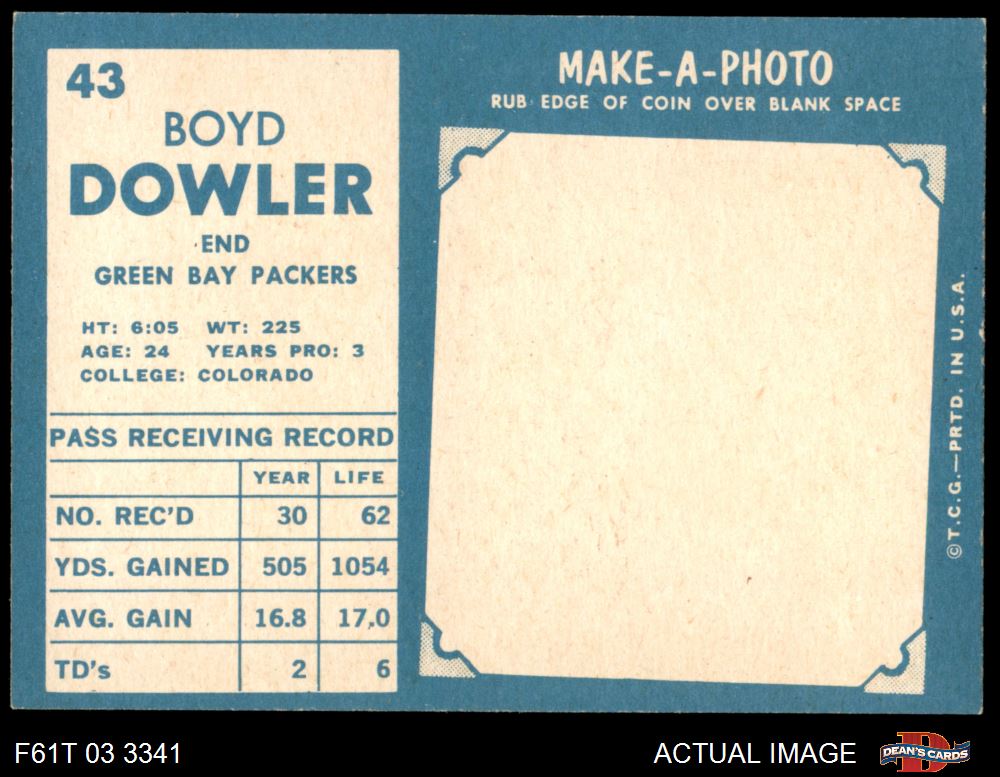 43
BOYD
DOWLER
END
GREEN BAY PACKERS
HT: 6:05 WT: 225
AGE: 24 YEARS PRO: 3
COLLEGE: COLORADO
PASS RECEIVING RECORD
YEAR LIFE
NO. REC'D 30 62
YDS. GAINED 505 1054
AVG. GAIN 16.8 17.0
TD's 2 6
MAKE-A-PHOTO
RUB EDGE OF COIN OVER BLANK SPACE
©T.C.G.—PRTD. IN U.S.A.
F61T 03 3341
ACTUAL IMAGE
DEAN'S CARDS